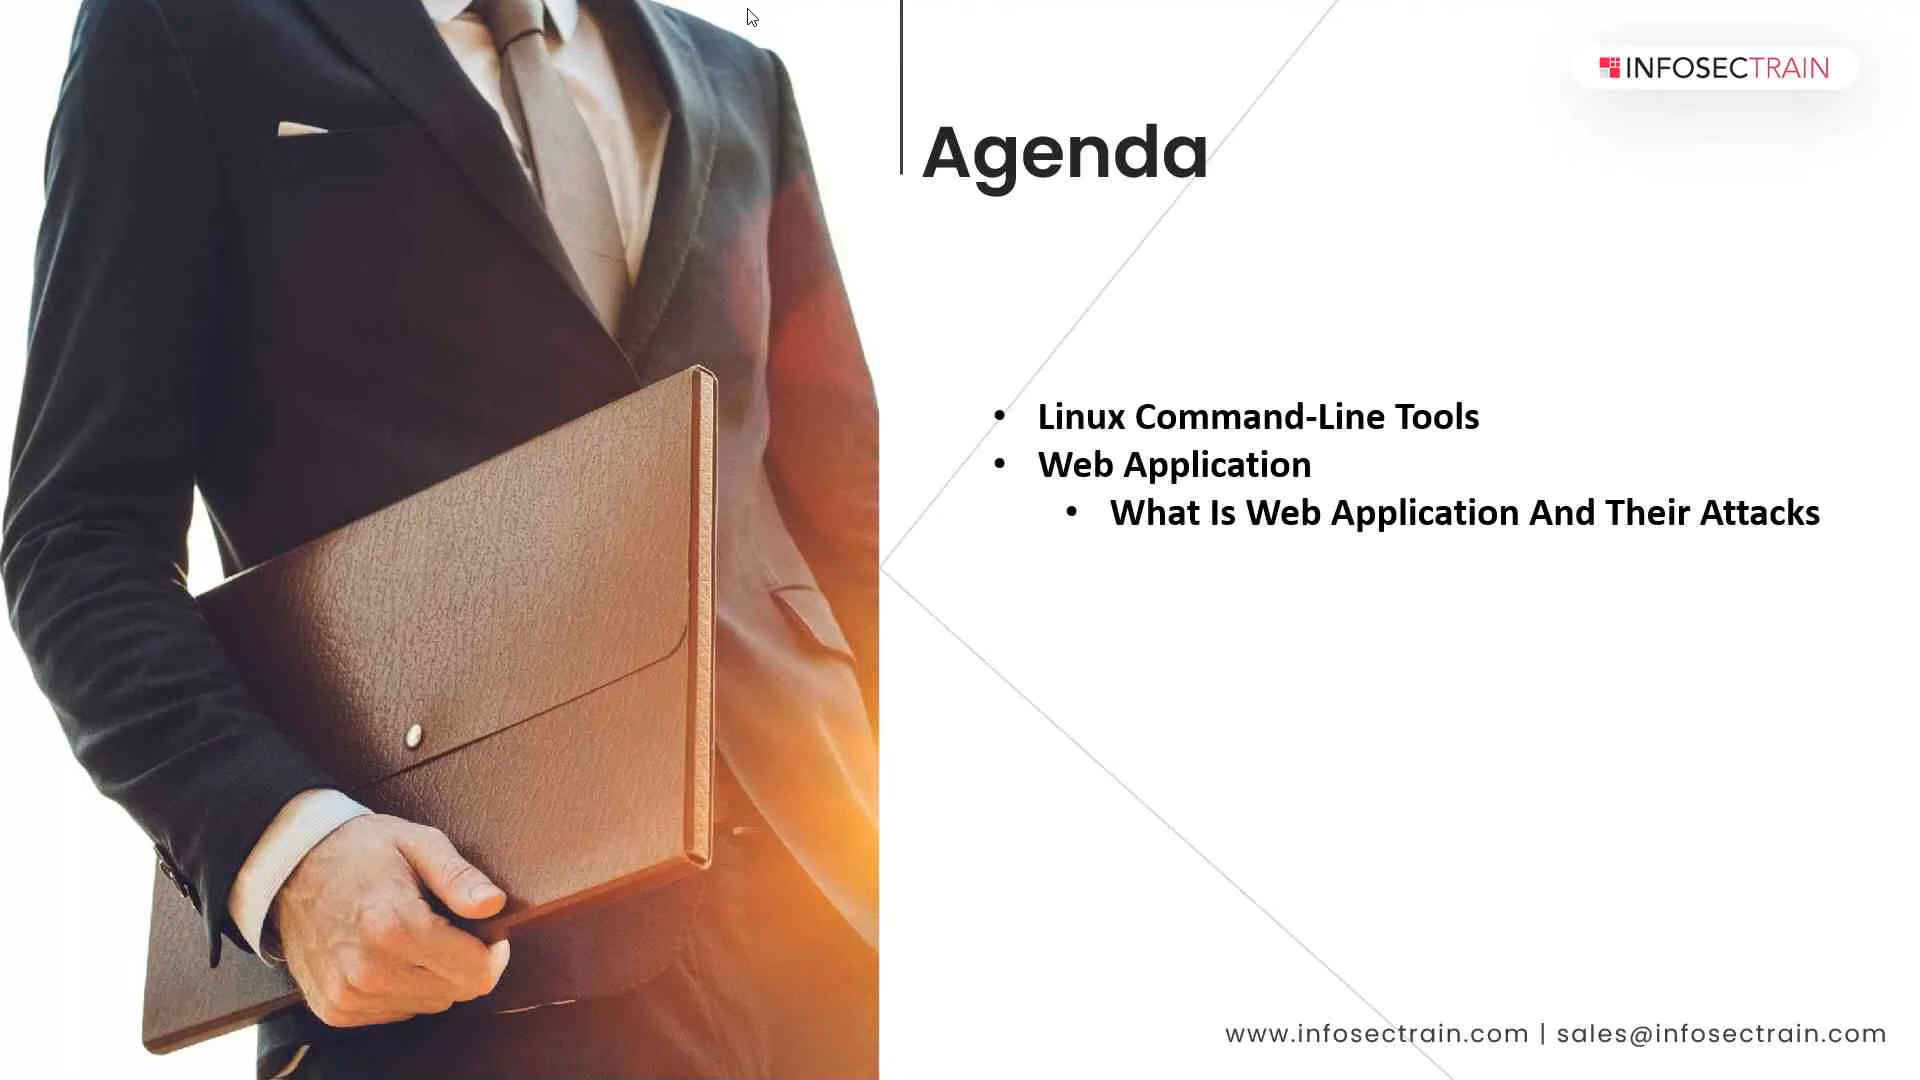 INFOSECTRAIN
Agenda
• Linux Command-Line Tools
• Web Application
• What Is Web Application And Their Attacks
www.infosectrain.com | sales@infosectrain.com